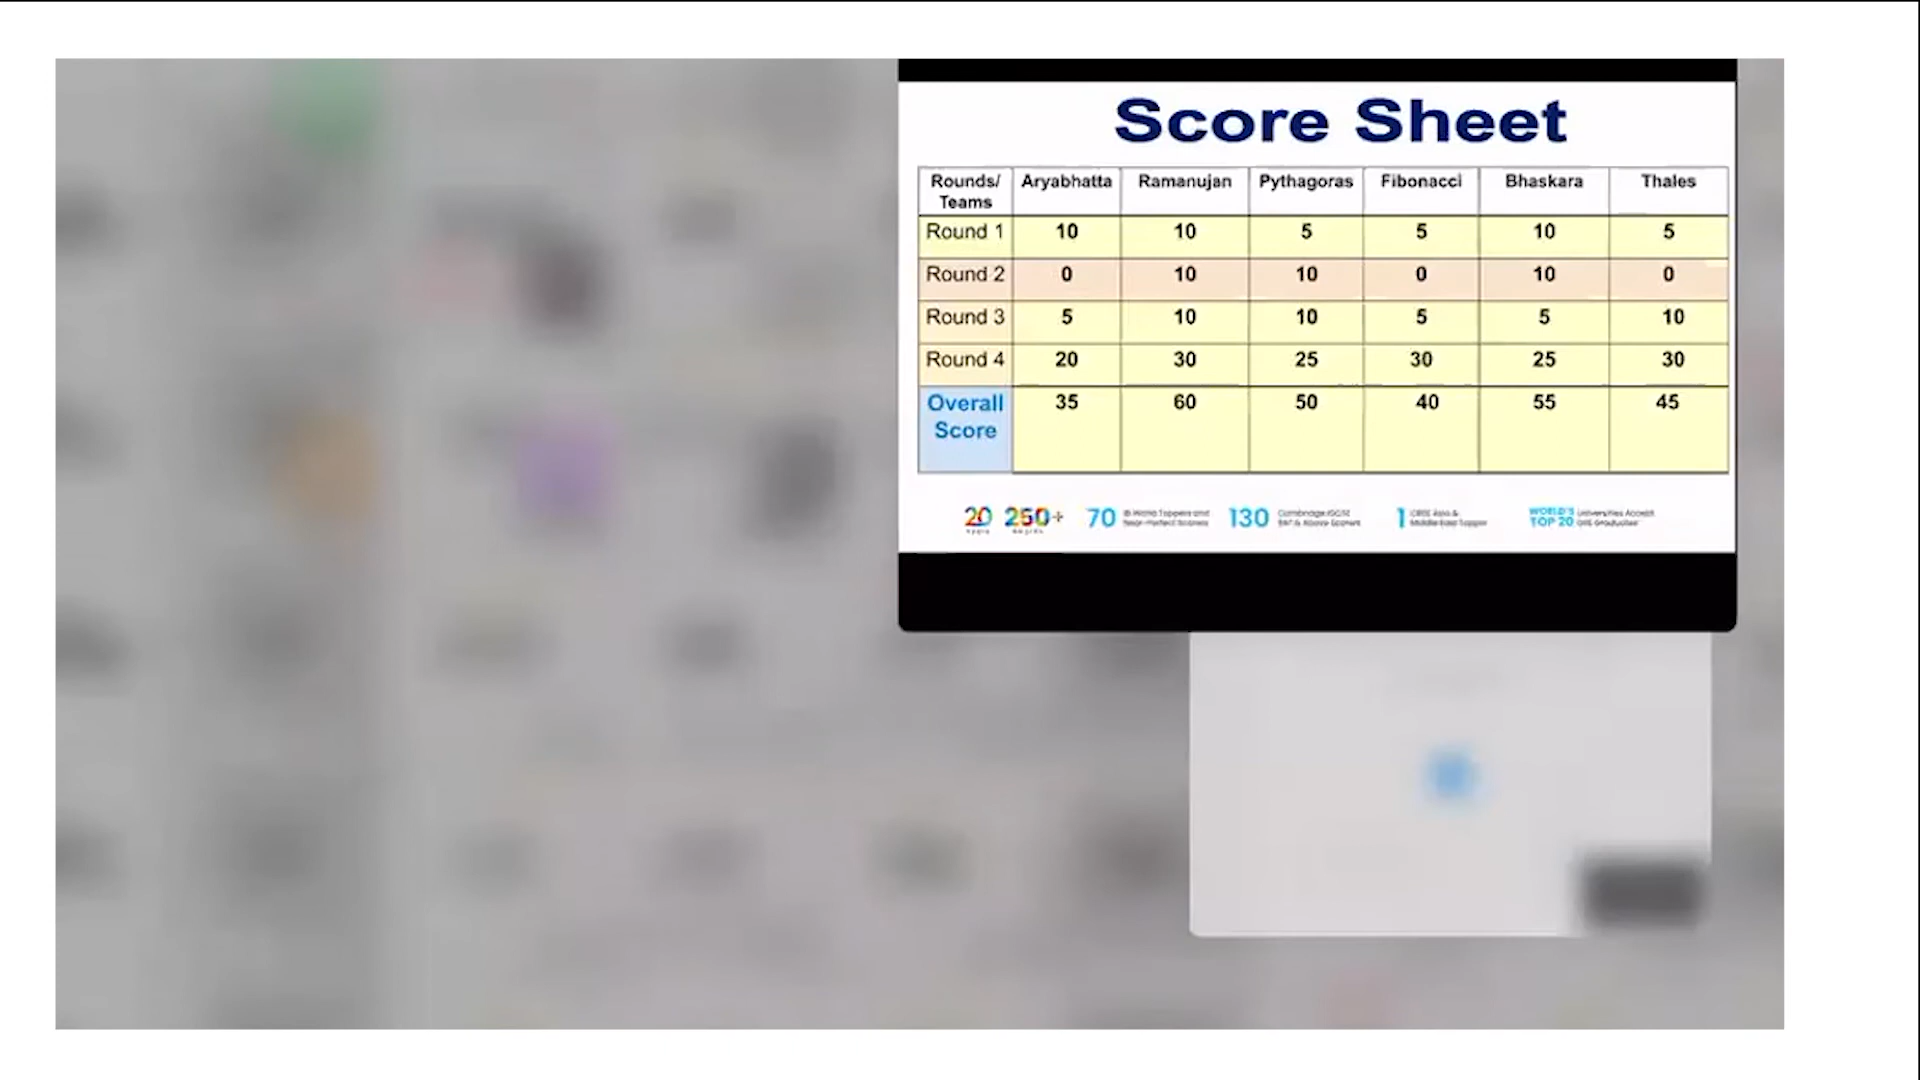 Score Sheet
Rounds/ Teams Aryabhatta Ramanujan Pythagoras Fibonacci Bhaskara Thales
Round 1 10 10 5 5 10 5
Round 2 0 10 10 0 10 0
Round 3 5 10 10 5 5 10
Round 4 20 30 25 30 25 30
Overall Score 35 60 50 40 55 45
20 250+ 70 130 1 WORLD'S TOP 20